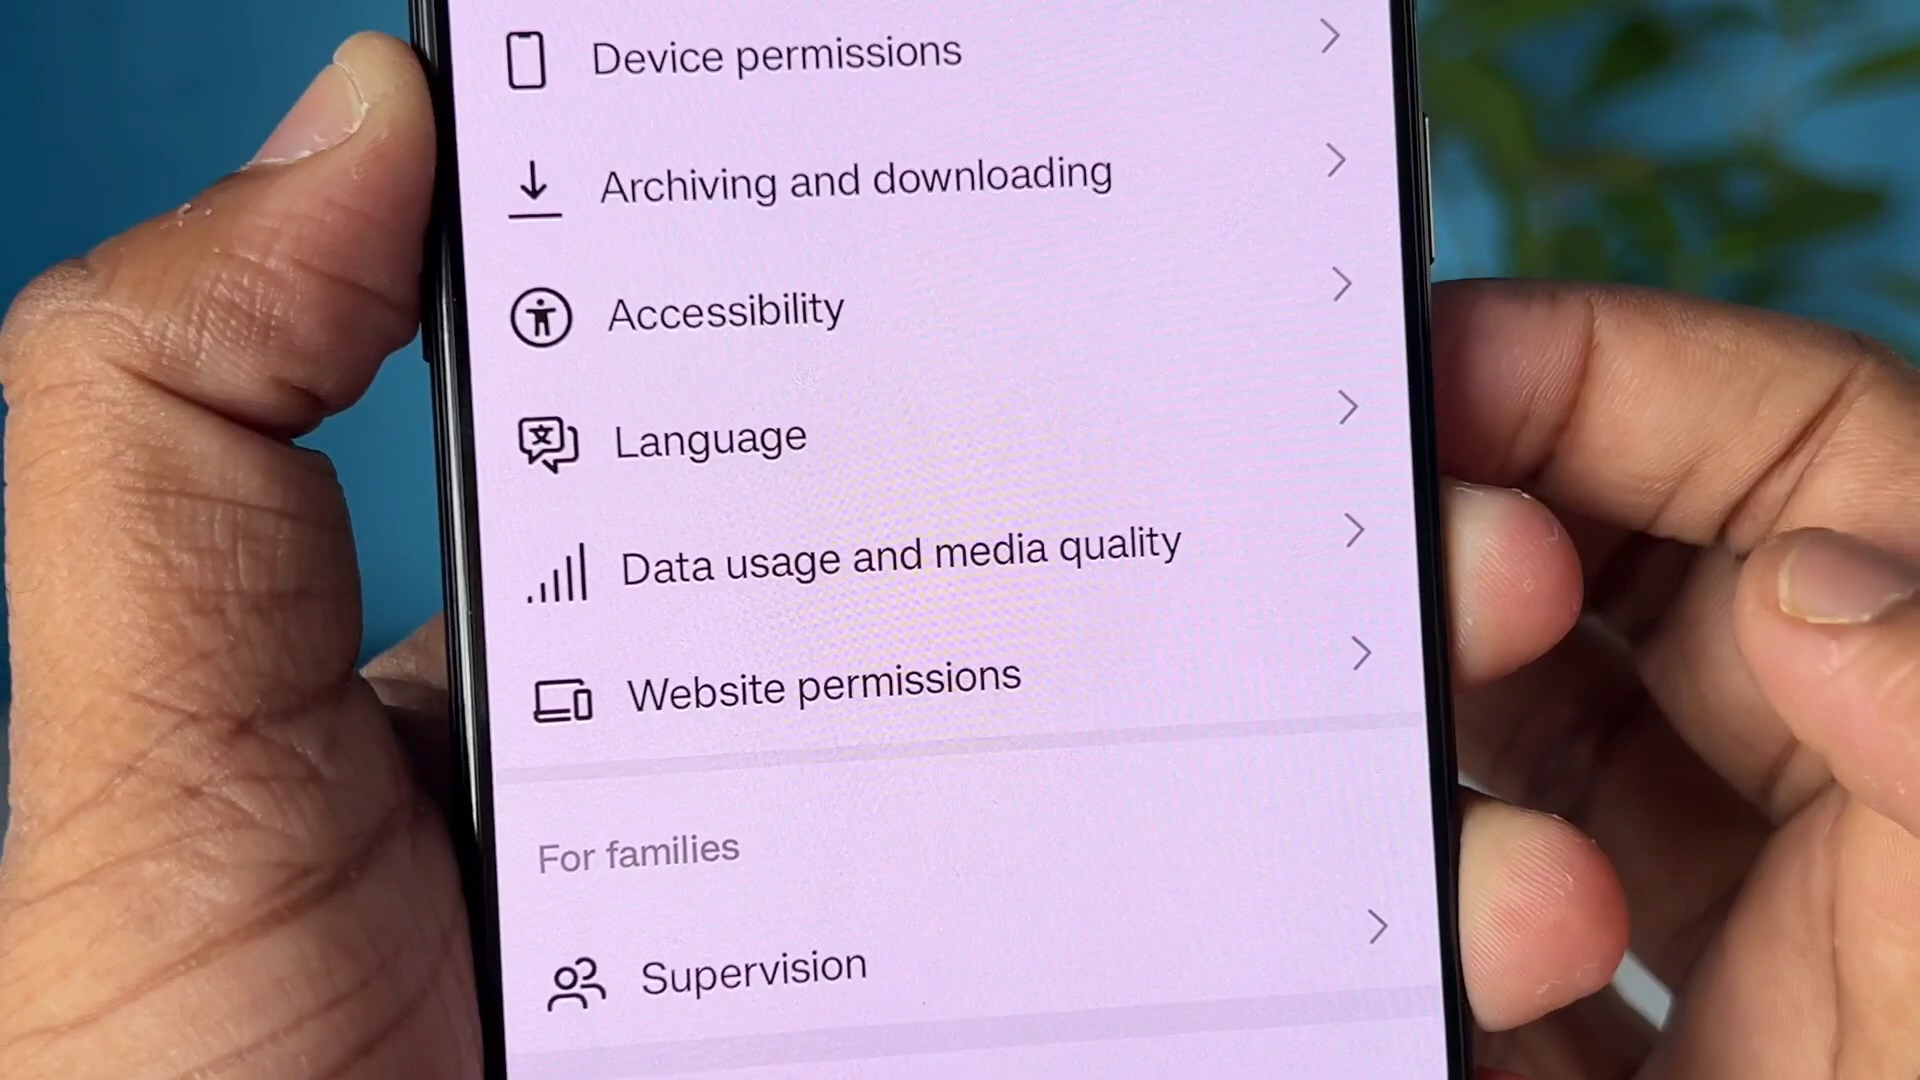 Device permissions
Archiving and downloading
Accessibility
Language
Data usage and media quality
Website permissions
For families
Supervision